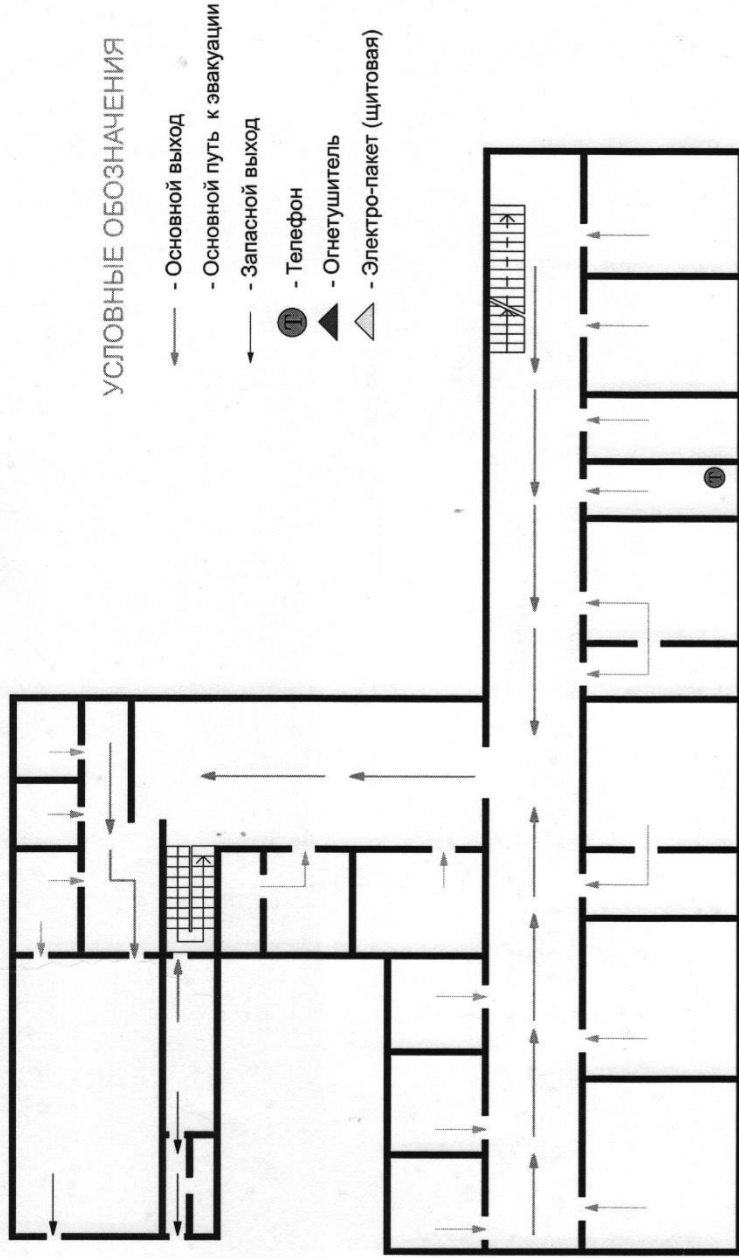 УСЛОВНЫЕ ОБОЗНАЧЕНИЯ
- Основной выход
- Основной путь к эвакуации
- Запасной выход
Т - Телефон
- Огнетушитель
- Электро-пакет (щитовая)
Т